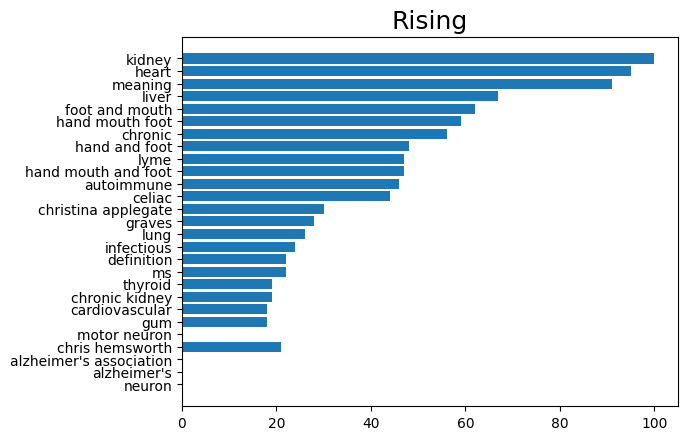 Rising
kidney
heart
meaning
liver
foot and mouth
hand mouth foot
chronic
hand and foot
lyme
hand mouth and foot
autoimmune
celiac
christina applegate
graves
lung
infectious
definition
ms
thyroid
chronic kidney
cardiovascular
gum
motor neuron
chris hemsworth
alzheimer's association
alzheimer's
neuron
0 20 40 60 80 100